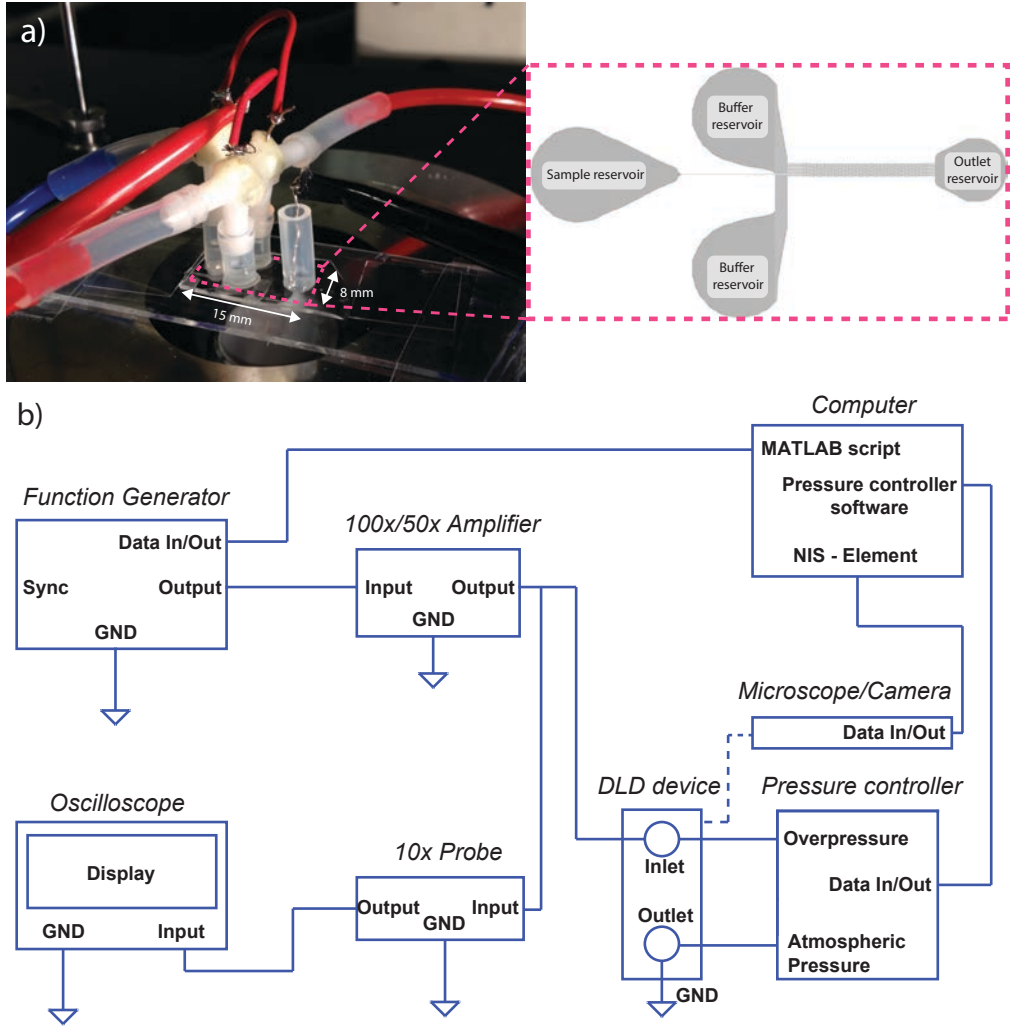 a)
Buffer
reservoir
Sample reservoir
Outlet
reservoir
Buffer
reservoir
8 mm
15 mm
b)
Computer
MATLAB script
Pressure controller
software
NIS - Element
Function Generator
Data In/Out
Sync
Output
GND
100x/50x Amplifier
Input
Output
GND
Microscope/Camera
Data In/Out
Oscilloscope
Display
GND
Input
10x Probe
Output
GND
Input
DLD device
Inlet
Outlet
GND
Pressure controller
Overpressure
Data In/Out
Atmospheric
Pressure